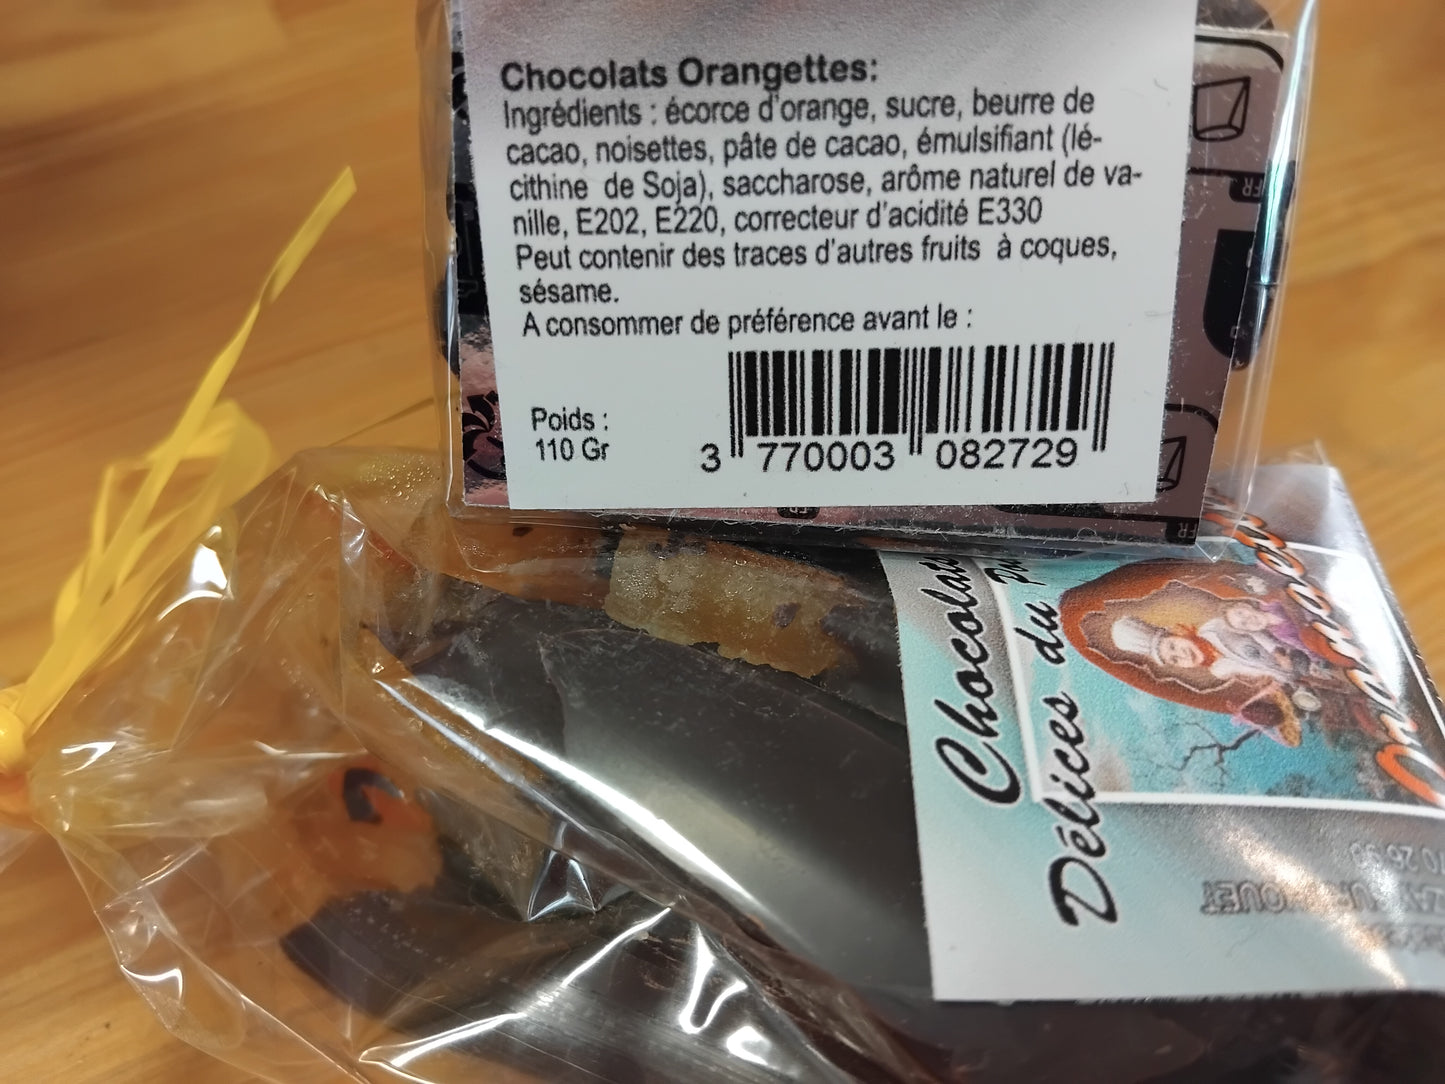 Chocolats Orangettes:
Ingrédients : écorce d'orange, sucre, beurre de
cacao, noisettes, pâte de cacao, émulsifiant (lé-
cithine de Soja), saccharose, arôme naturel de va-
nille, E202, E220, correcteur d'acidité E330
Peut contenir des traces d'autres fruits à coques,
sésame.
A consommer de préférence avant le :
Poids :
110 Gr
3 770003 082729
FR
FR
Délices du